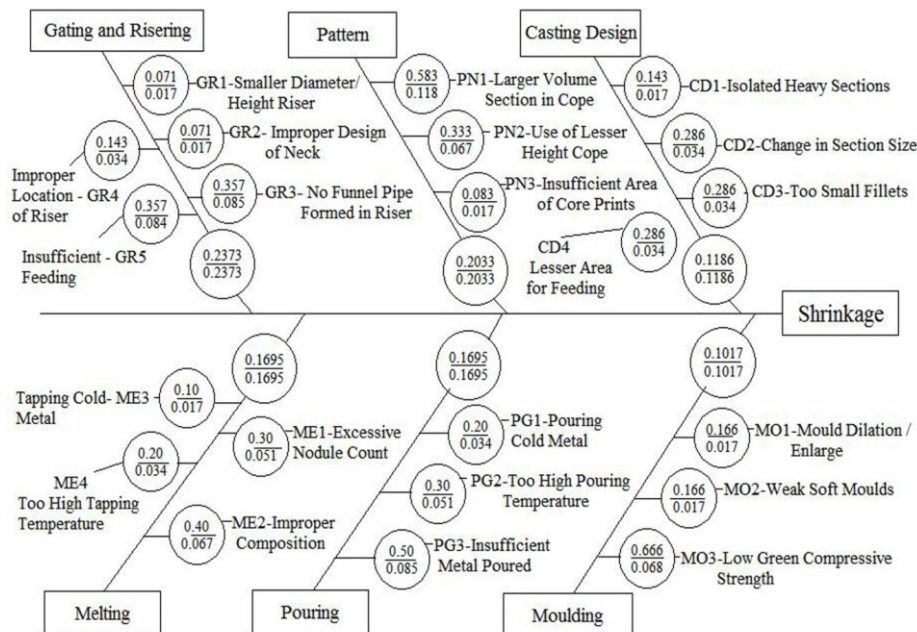 Gating and Risering
Pattern
Casting Design
0.071
0.017
GR1-Smaller Diameter/
Height Riser
0.071
0.017
GR2- Improper Design
of Neck
0.143
0.034
Improper
Location - GR4
of Riser
0.357
0.085
GR3- No Funnel Pipe
Formed in Riser
0.357
0.084
Insufficient - GR5
Feeding
0.2373
0.2373
0.583
0.118
PN1-Larger Volume
Section in Cope
0.333
0.067
PN2-Use of Lesser
Height Cope
0.083
0.017
PN3-Insufficient Area
of Core Prints
0.2033
0.2033
0.143
0.017
CD1-Isolated Heavy Sections
0.286
0.034
CD2-Change in Section Size
0.286
0.034
CD3-Too Small Fillets
0.286
0.034
CD4
Lesser Area
for Feeding
0.1186
0.1186
Shrinkage
0.1695
0.1695
Tapping Cold- ME3
Metal
0.10
0.017
0.30
0.051
ME1-Excessive
Nodule Count
0.20
0.034
ME4
Too High Tapping
Temperature
0.40
0.067
ME2-Improper
Composition
Melting
0.1695
0.1695
0.20
0.034
PG1-Pouring
Cold Metal
0.30
0.051
PG2-Too High Pouring
Temperature
0.50
0.085
PG3-Insufficient
Metal Poured
Pouring
0.1017
0.1017
0.166
0.017
MO1-Mould Dilation /
Enlarge
0.166
0.017
MO2-Weak Soft Moulds
0.666
0.068
MO3-Low Green Compressive
Strength
Moulding